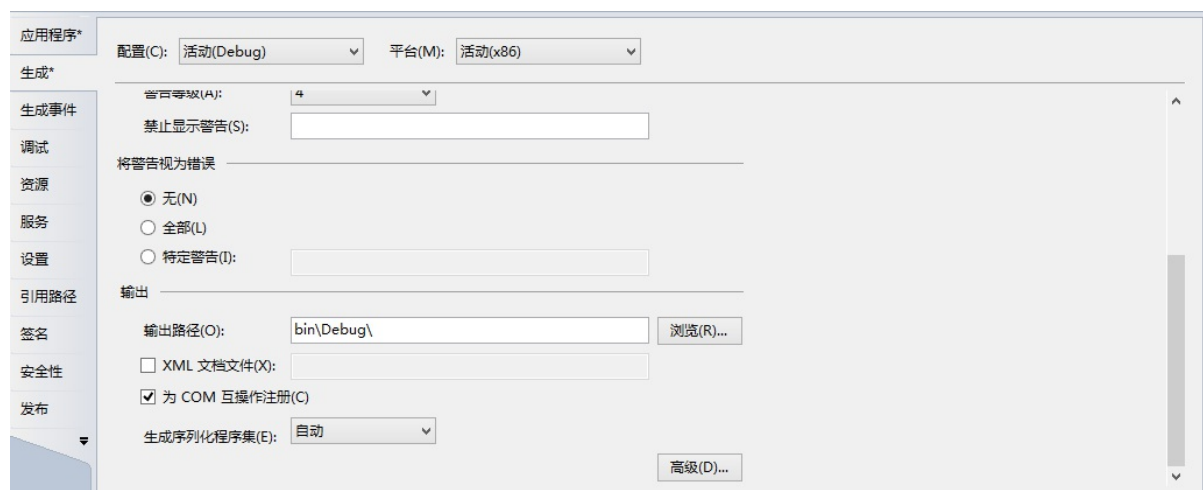 应用程序*
生成*
生成事件
调试
资源
服务
设置
引用路径
签名
安全性
发布
配置(C): 活动(Debug) 平台(M): 活动(x86)
警告等级(A): 4
禁止显示警告(S):
将警告视为错误
无(N)
全部(L)
特定警告(I):
输出
输出路径(O): bin\Debug\ 浏览(R)...
XML 文档文件(X):
为 COM 互操作注册(C)
生成序列化程序集(E): 自动
高级(D)...